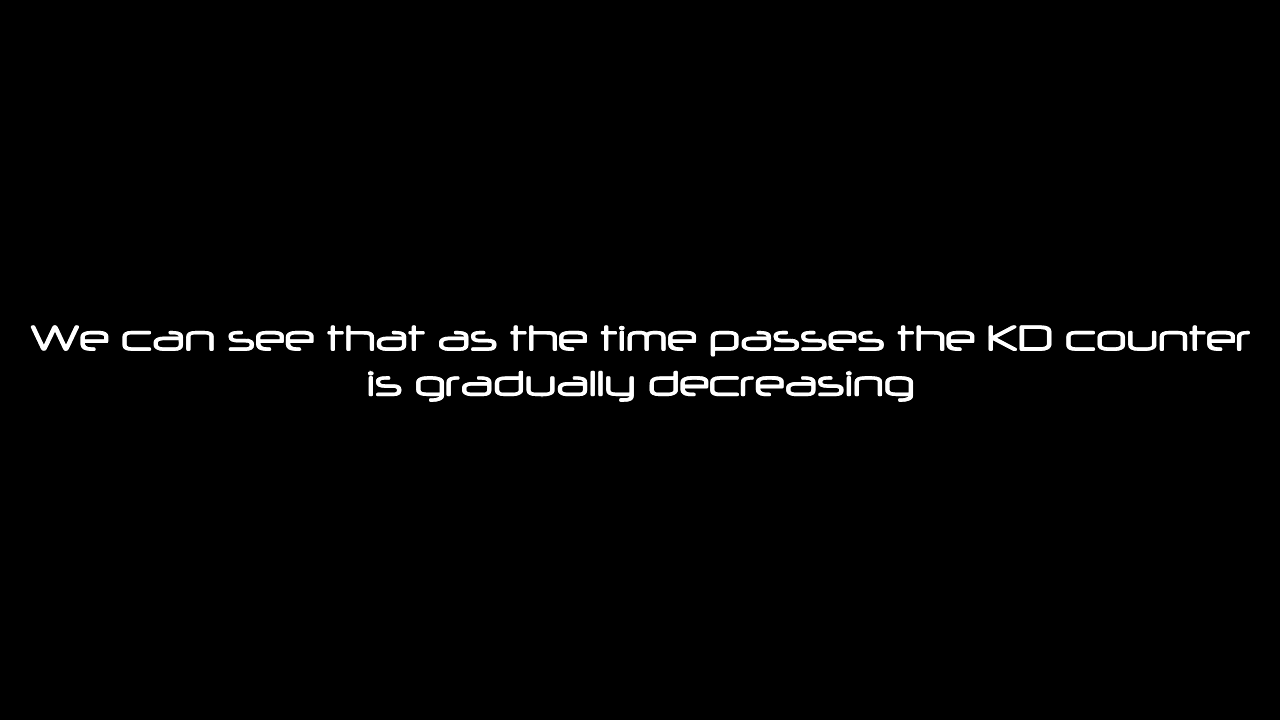 We can see that as the time passes the KD counter
is gradually decreasing